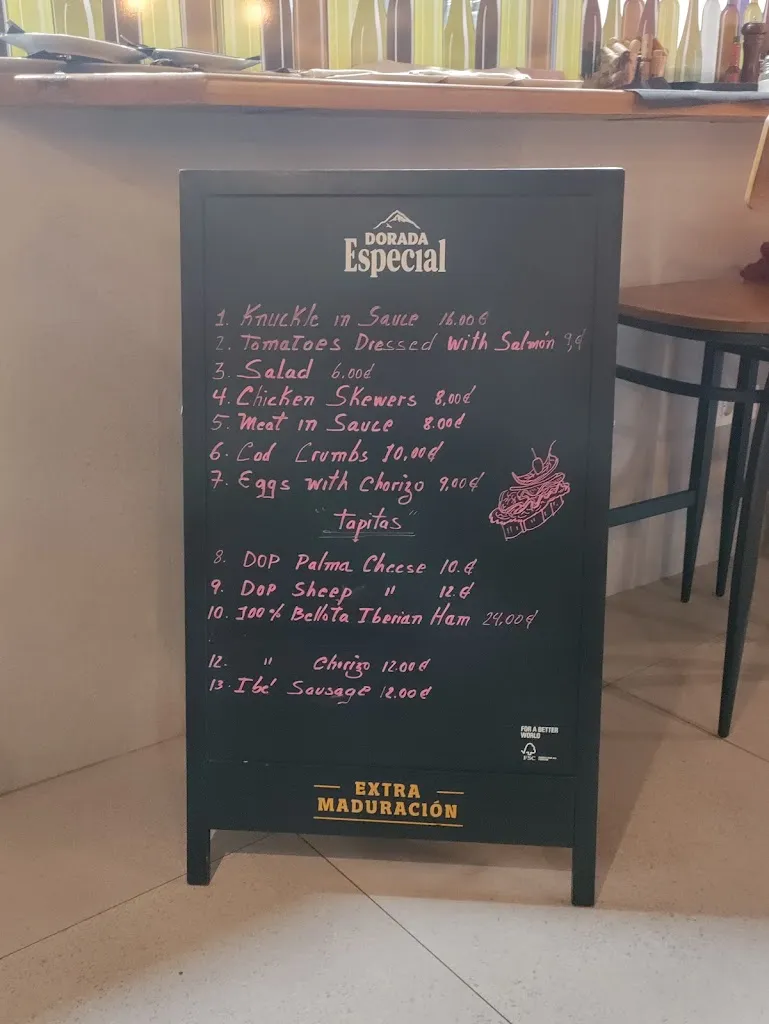 DORADA
Especial
1. Knuckle in Sauce 16.00€
2. Tomatoes Dressed With Salmón 9,€
3. Salad 6.00€
4. Chicken Skewers 8,00€
5. Meat in Sauce 8.00€
6. Cod Crumbs 10,00€
7. Eggs with Chorizo 9,00€
"Tapitas"
8. DOP Palma Cheese 10.€
9. DOP Sheep " 12.€
10. 100% Bellota Iberian Ham 24,00€
12. " Chorizo 12.00€
13. Ibé Sausage 12.00€
FOR A BETTER
WORLD
FSC
EXTRA
MADURACIÓN